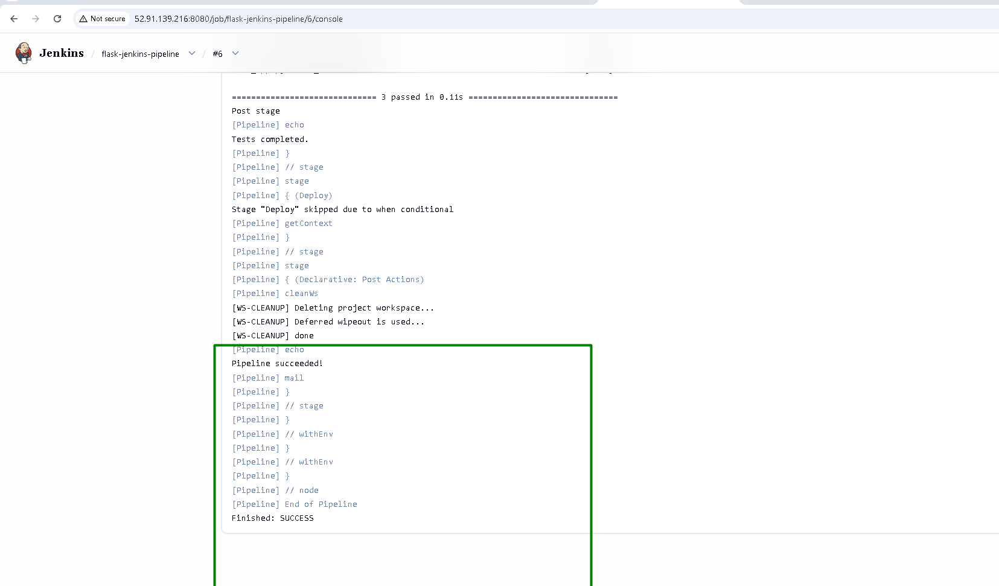 Not secure 52.91.139.216:8080/job/flask-jenkins-pipeline/6/console
Jenkins / flask-jenkins-pipeline / #6
============================== 3 passed in 0.11s ===============================
Post stage
[Pipeline] echo
Tests completed.
[Pipeline] }
[Pipeline] // stage
[Pipeline] stage
[Pipeline] { (Deploy)
Stage "Deploy" skipped due to when conditional
[Pipeline] getContext
[Pipeline] }
[Pipeline] // stage
[Pipeline] stage
[Pipeline] { (Declarative: Post Actions)
[Pipeline] cleanWs
[WS-CLEANUP] Deleting project workspace...
[WS-CLEANUP] Deferred wipeout is used...
[WS-CLEANUP] done
[Pipeline] echo
Pipeline succeeded!
[Pipeline] mail
[Pipeline] }
[Pipeline] // stage
[Pipeline] }
[Pipeline] // withEnv
[Pipeline] }
[Pipeline] // withEnv
[Pipeline] }
[Pipeline] // node
[Pipeline] End of Pipeline
Finished: SUCCESS